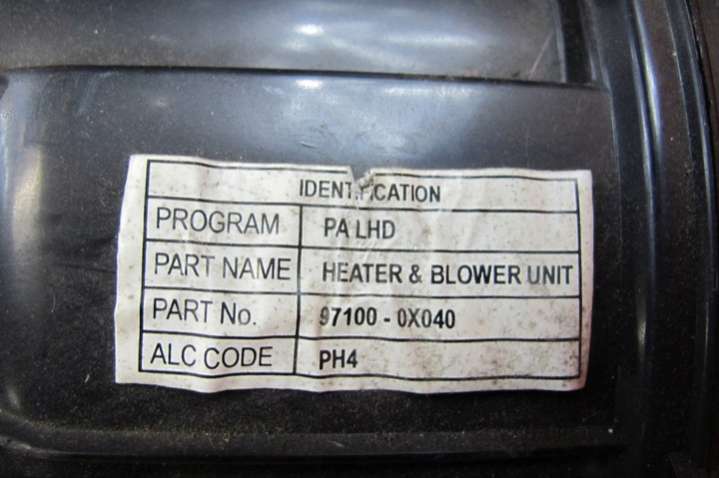 IDENTIFICATION
PROGRAM PA LHD
PART NAME HEATER & BLOWER UNIT
PART No. 97100 - 0X040
ALC CODE PH4